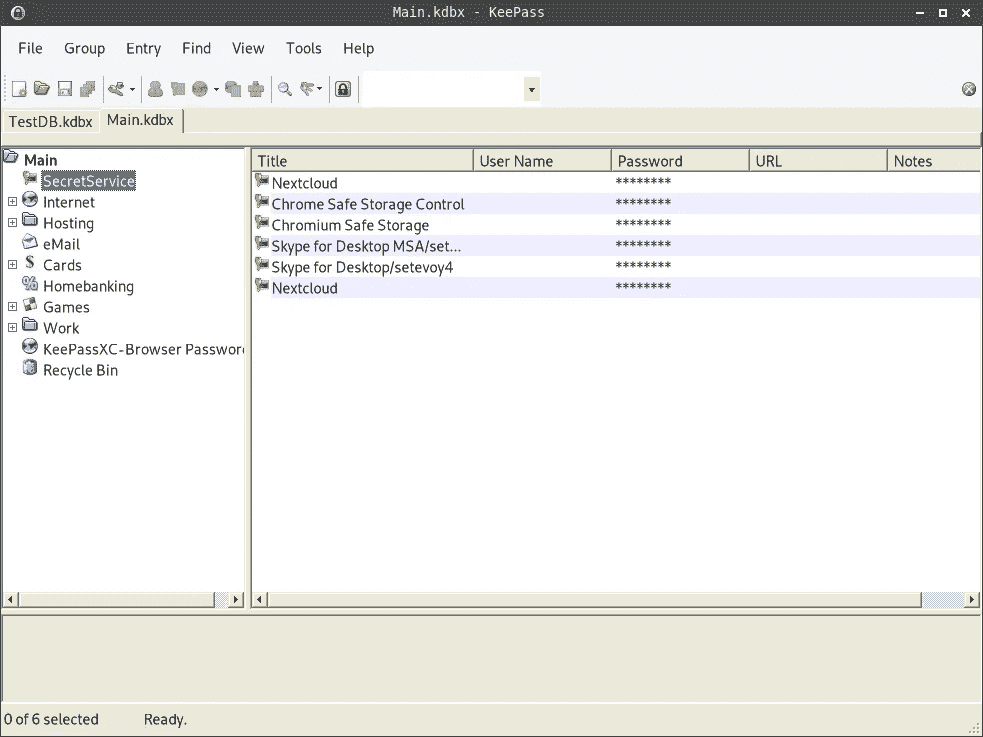 Main.kdbx - KeePass
File Group Entry Find View Tools Help
TestDB.kdbx Main.kdbx
Main
SecretService
Internet
Hosting
eMail
Cards
Homebanking
Games
Work
KeePassXC-Browser Passwor
Recycle Bin
Title User Name Password URL Notes
Nextcloud ********
Chrome Safe Storage Control ********
Chromium Safe Storage ********
Skype for Desktop MSA/set... ********
Skype for Desktop/setevoy4 ********
Nextcloud ********
0 of 6 selected Ready.